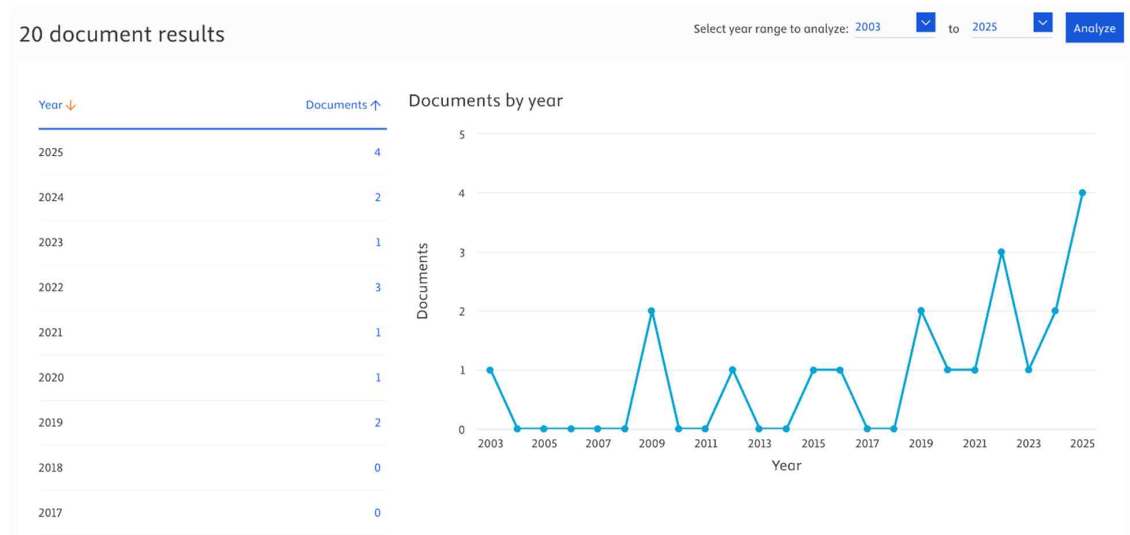 20 document results
Select year range to analyze: 2003 to 2025 Analyze
Year Documents
2025 4
2024 2
2023 1
2022 3
2021 1
2020 1
2019 2
2018 0
2017 0
Documents by year
5
4
3
2
1
0
Documents
2003 2005 2007 2009 2011 2013 2015 2017 2019 2021 2023 2025
Year